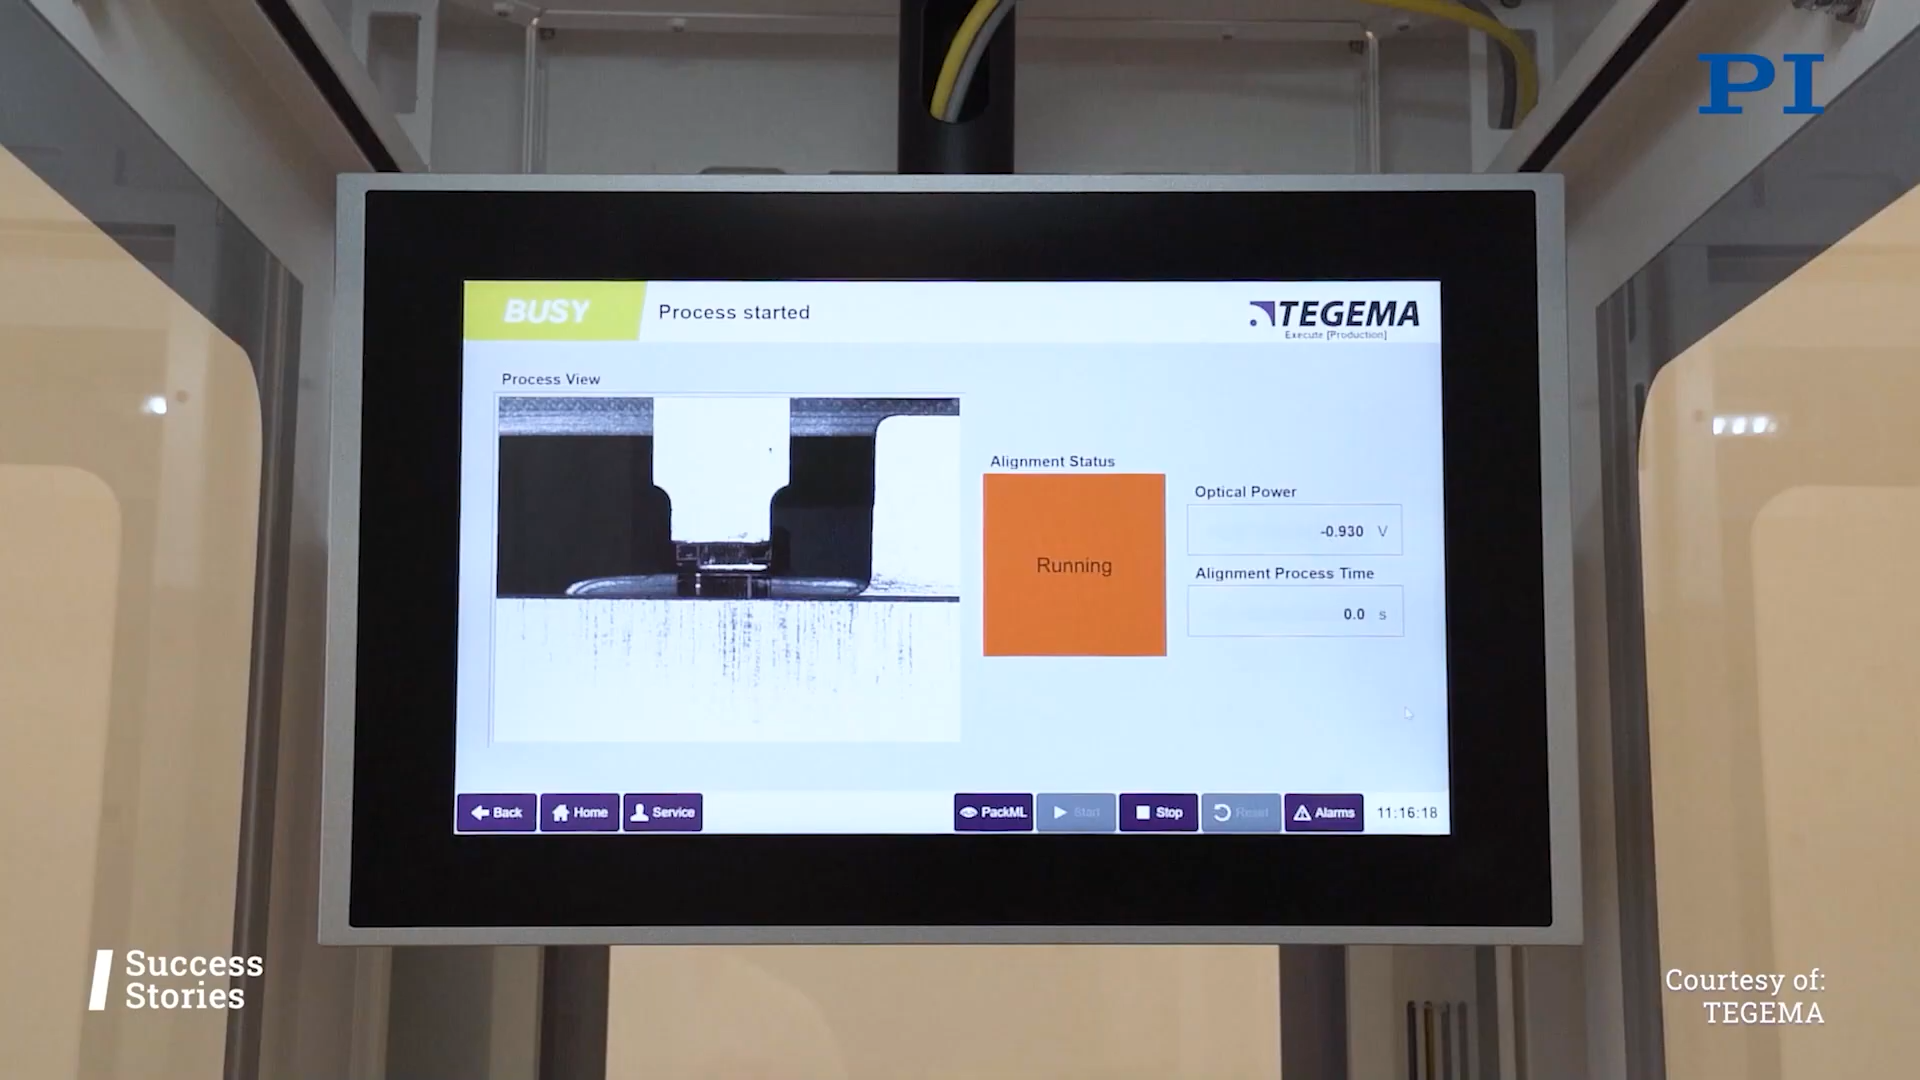 PI
BUSY
Process started
TEGEMA
Execute [Production]
Process View
Alignment Status
Running
Optical Power
-0.930 V
Alignment Process Time
0.0 s
Back
Home
Service
PackML
Start
Stop
Reset
Alarms
11:16:18
Success
Stories
Courtesy of:
TEGEMA